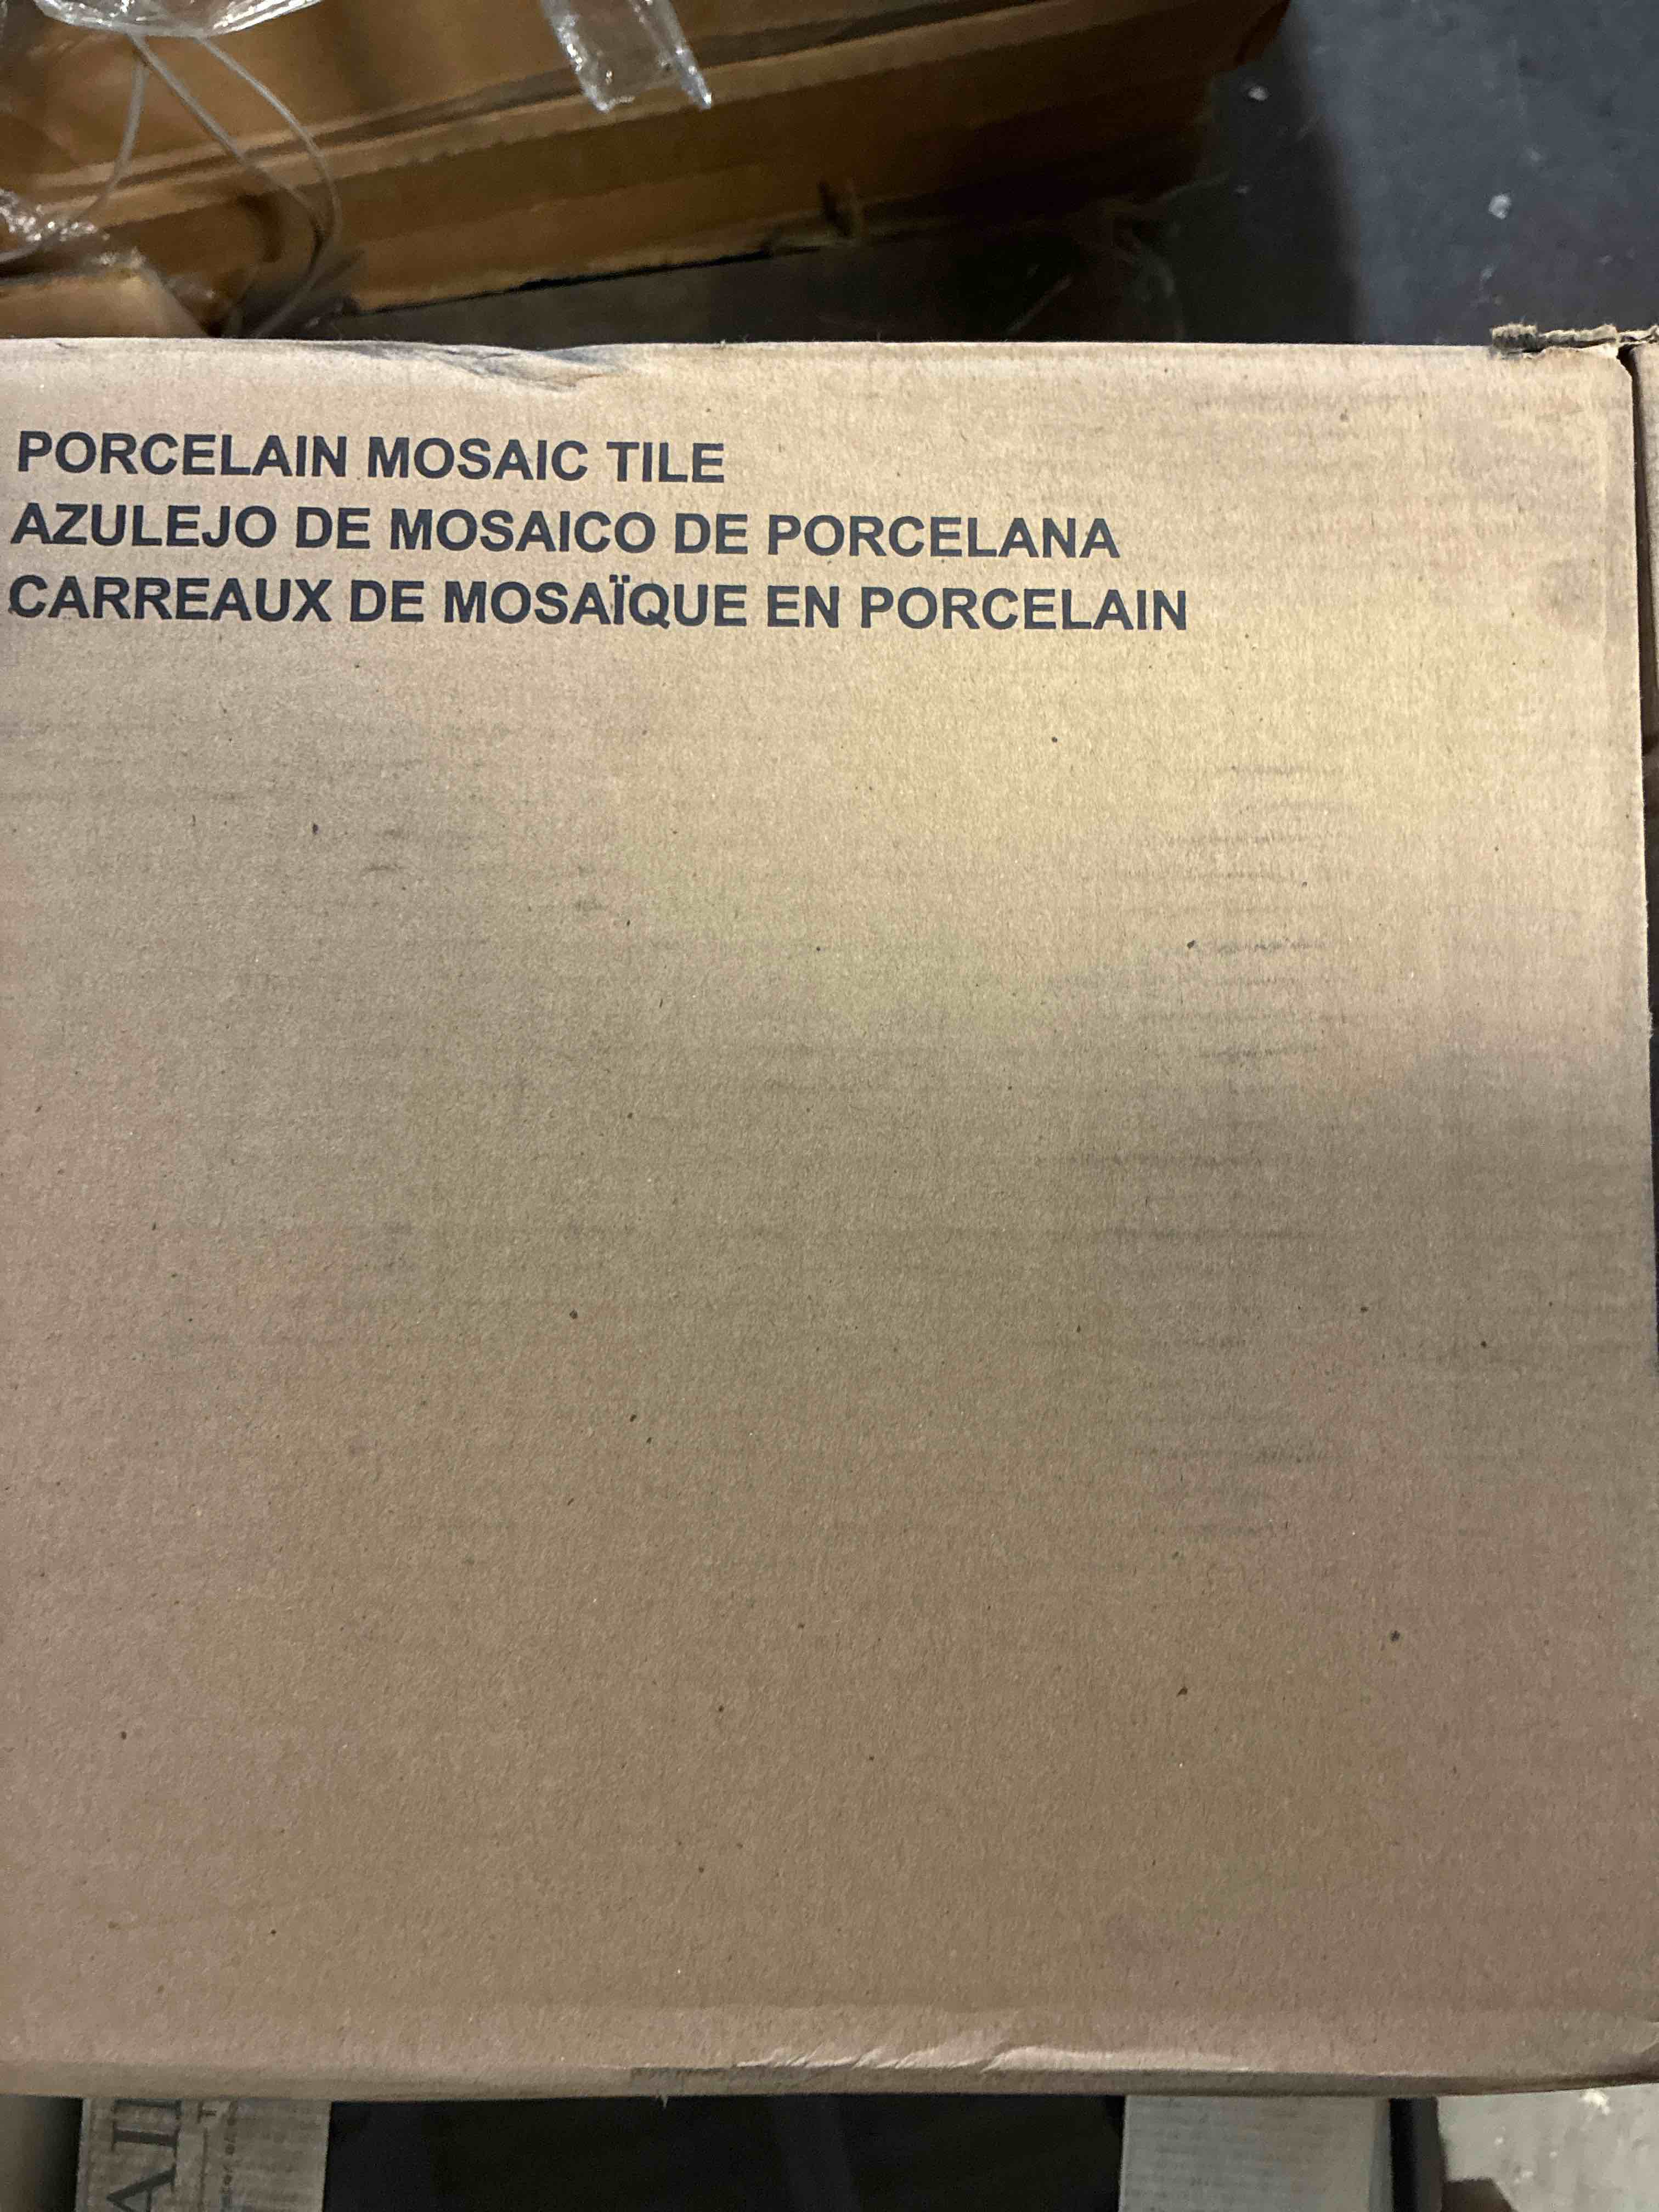 PORCELAIN MOSAIC TILE
AZULEJO DE MOSAICO DE PORCELANA
CARREAUX DE MOSAÏQUE EN PORCELAIN